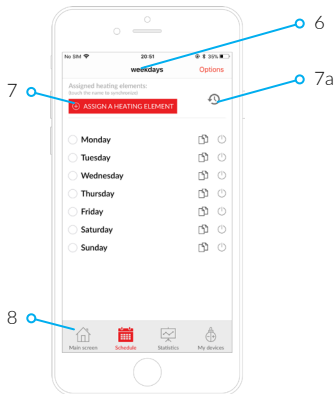 6
No SIM 20:51 35%
weekdays Options
Assigned heating elements:
Touch the name to synchronize
7 7a
ASSIGN A HEATING ELEMENT
Monday
Tuesday
Wednesday
Thursday
Friday
Saturday
Sunday
8
Main screen Schedule Statistics My devices